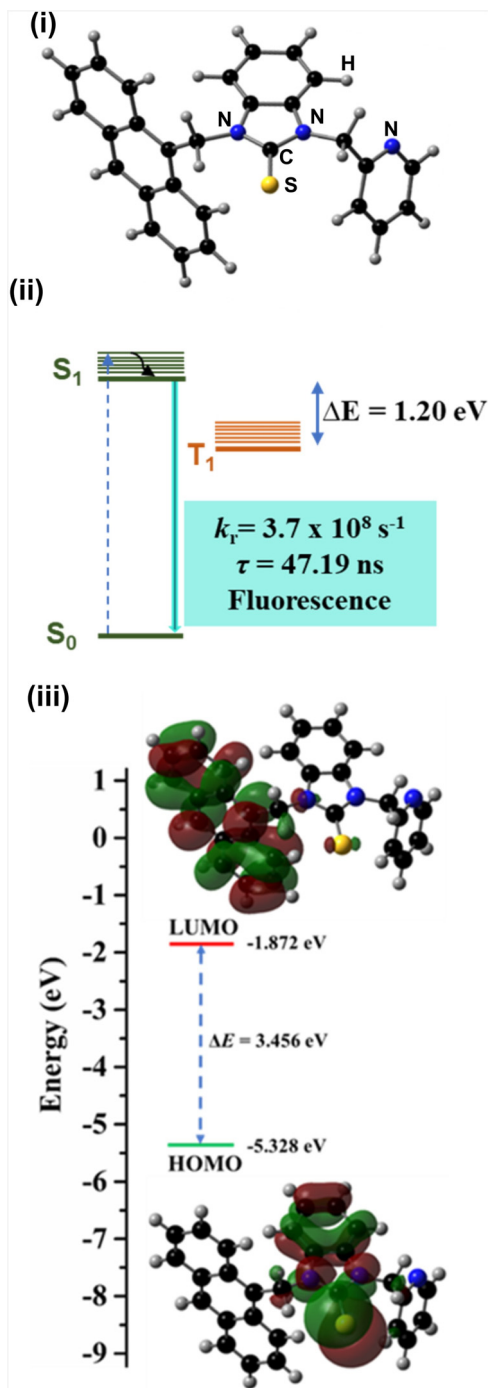 (i)
H
N
N
N
C
S
(ii)
S₁
ΔE = 1.20 eV
T₁
kᵣ= 3.7 x 10⁸ s⁻¹
τ = 47.19 ns
Fluorescence
S₀
(iii)
1
0
-1
LUMO
-1.872 eV
-2
-3
ΔE = 3.456 eV
-4
-5
-5.328 eV
HOMO
-6
-7
-8
-9
Energy (eV)